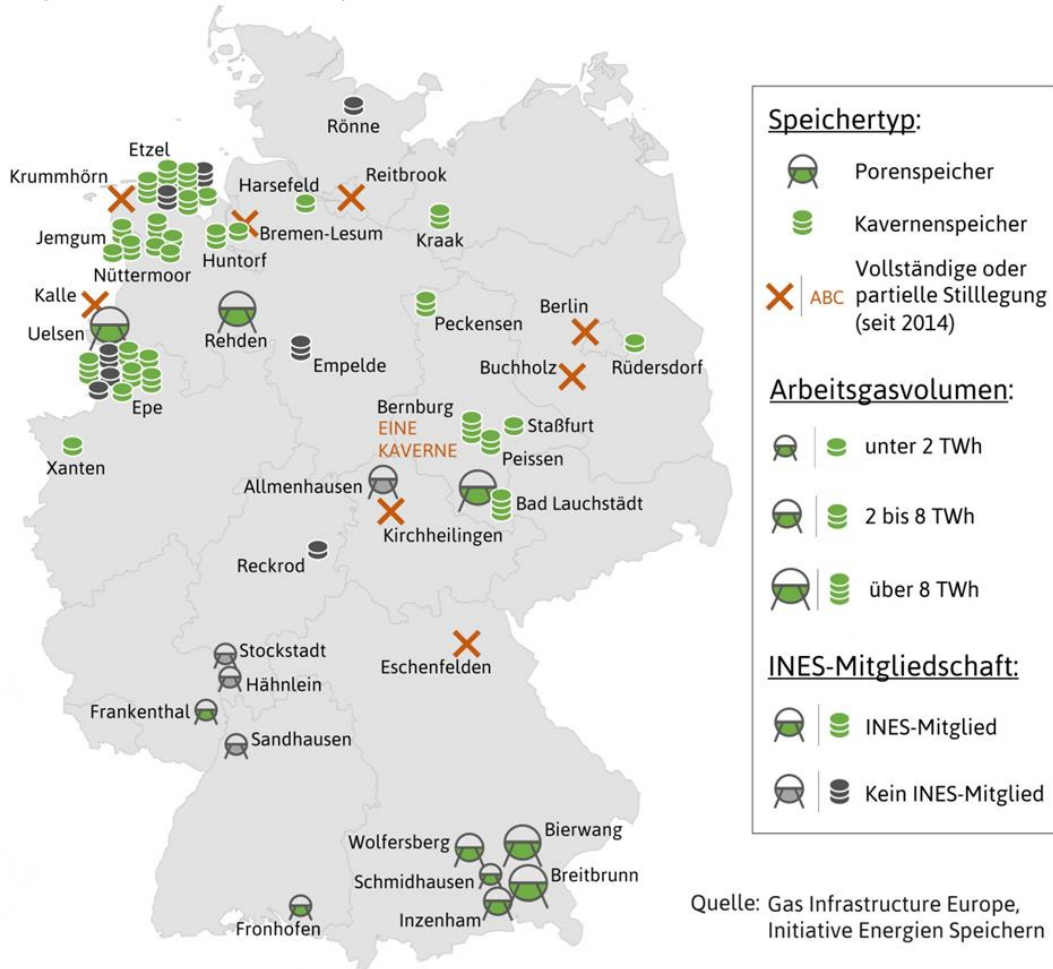 Rönne
Etzel
Krummhörn
Harsefeld
Reitbrook
Jemgum
Bremen-Lesum
Kraak
Huntorf
Nüttermoor
Kalle
Uelsen
Rehden
Peckensen
Berlin
Empelde
Buchholz
Rüdersdorf
Epe
Bernburg
EINE
KAVERNE
Staßfurt
Peissen
Xanten
Allmenhausen
Bad Lauchstädt
Kirchheilingen
Reckrod
Stockstadt
Eschenfelden
Hähnlein
Frankenthal
Sandhausen
Wolfersberg
Bierwang
Schmidhausen
Breitbrunn
Inzenham
Fronhofen
Speichertyp:
Porenspeicher
Kavernenspeicher
ABC
Vollständige oder
partielle Stilllegung
(seit 2014)
Arbeitsgasvolumen:
unter 2 TWh
2 bis 8 TWh
über 8 TWh
INES-Mitgliedschaft:
INES-Mitglied
Kein INES-Mitglied
Quelle: Gas Infrastructure Europe,
Initiative Energien Speichern